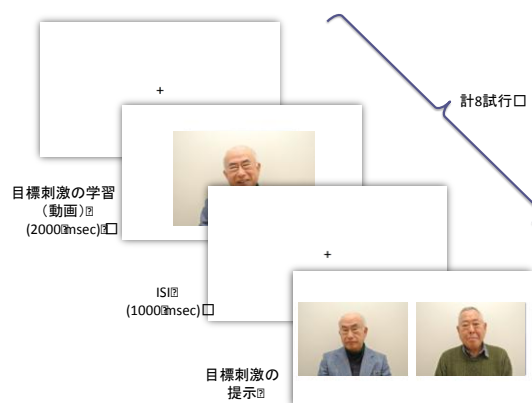 +
計8試行□
目標刺激の学習
(動画)⍰
(2000⍰msec)⍰□
+
ISI⍰
(1000⍰msec)□
目標刺激の
提示⍰